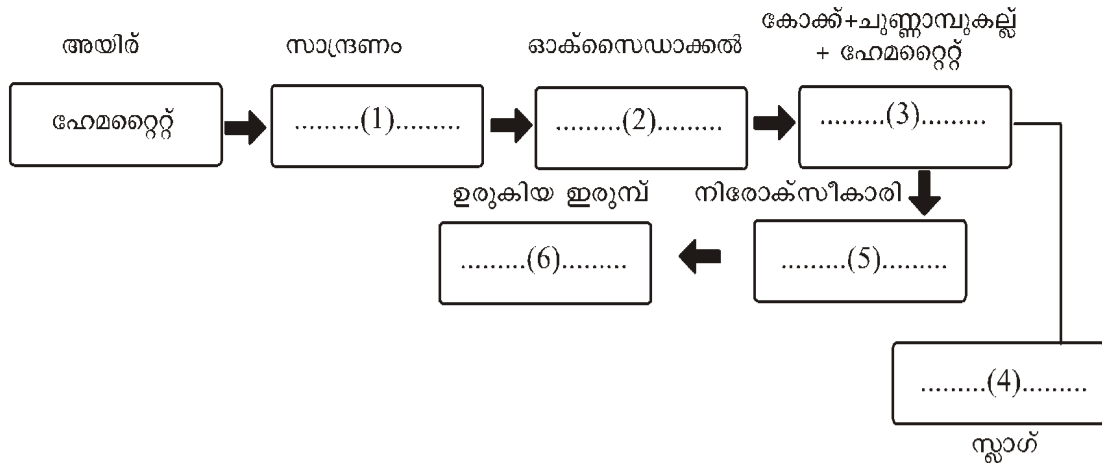 അയിര്
സാന്ദ്രണം
ഓക്സൈഡാക്കൽ
കോക്ക്+ചുണ്ണാമ്പുകല്ല്
+ ഹേമറ്റൈറ്റ്
ഹേമറ്റൈറ്റ്
.........(1).........
.........(2).........
.........(3).........
ഉരുകിയ ഇരുമ്പ്
നിരോക്സീകാരി
.........(6).........
.........(5).........
.........(4).........
സ്ലാഗ്